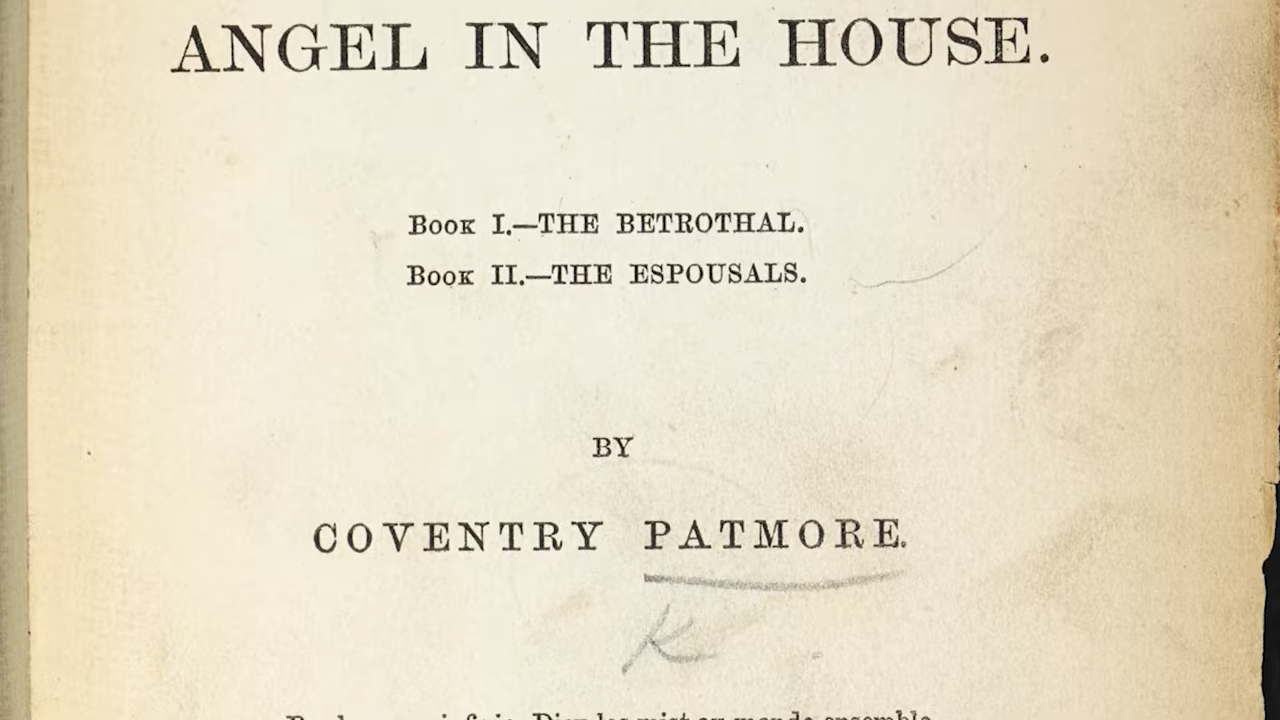 ANGEL IN THE HOUSE.
Book I.—THE BETROTHAL.
Book II.—THE ESPOUSALS.
BY
COVENTRY PATMORE.
K